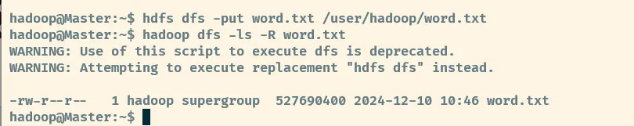 hadoop@Master:~$ hdfs dfs -put word.txt /user/hadoop/word.txt
hadoop@Master:~$ hadoop dfs -ls -R word.txt
WARNING: Use of this script to execute dfs is deprecated.
WARNING: Attempting to execute replacement "hdfs dfs" instead.
-rw-r--r--   1 hadoop supergroup  527690400 2024-12-10 10:46 word.txt
hadoop@Master:~$